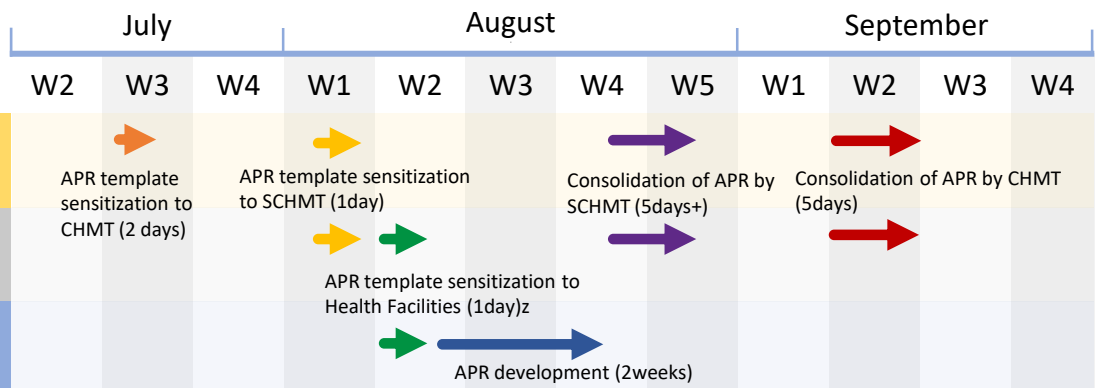 July August September
W2 W3 W4 W1 W2 W3 W4 W5 W1 W2 W3 W4
APR template
sensitization to
CHMT (2 days)
APR template sensitization
to SCHMT (1day)
Consolidation of APR by
SCHMT (5days+)
Consolidation of APR by CHMT
(5days)
APR template sensitization to
Health Facilities (1day)z
APR development (2weeks)